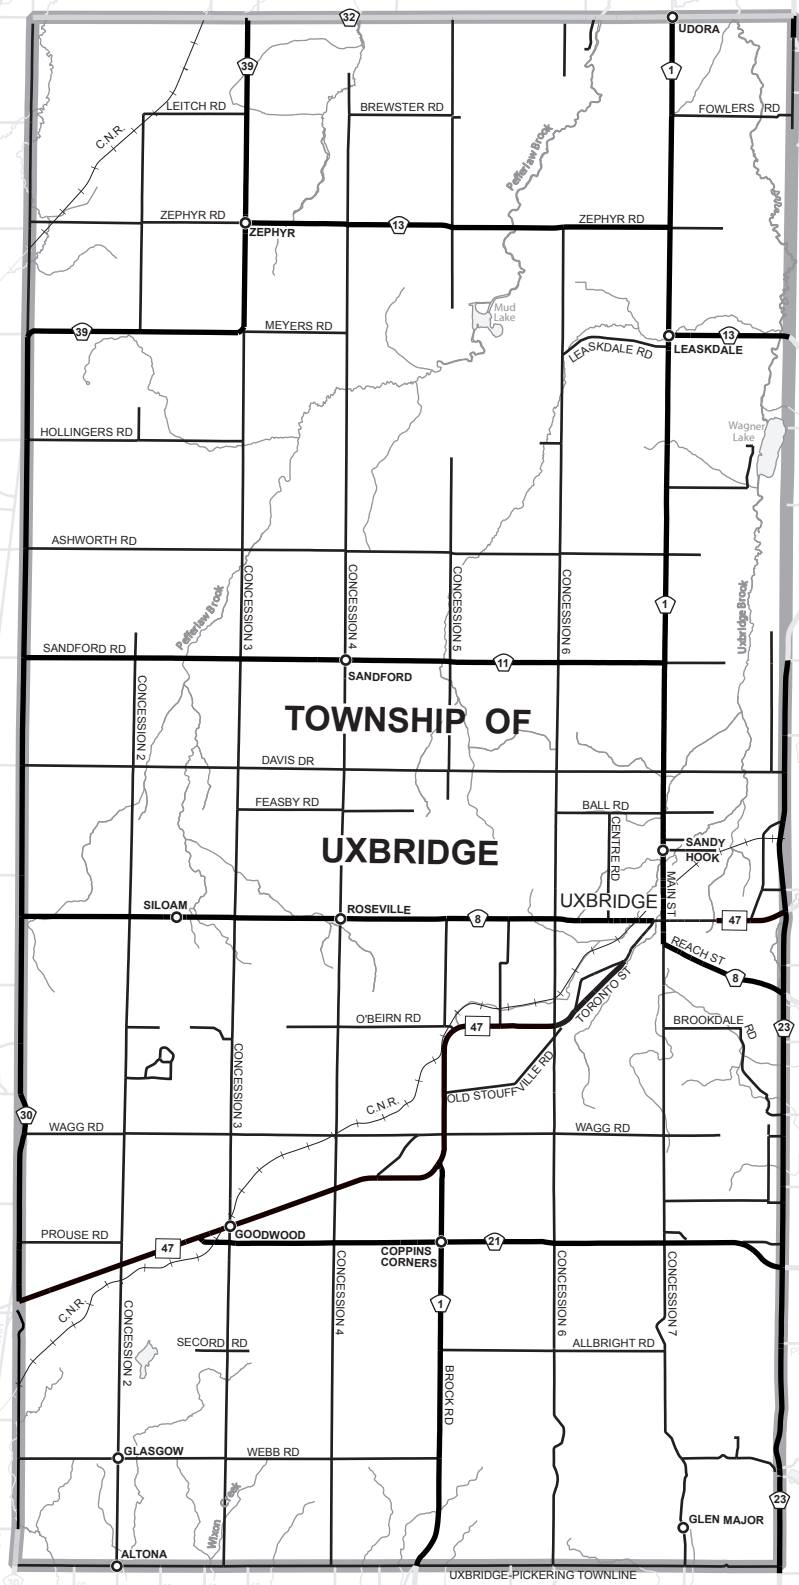 32
UDORA
39
1
LEITCH RD
BREWSTER RD
FOWLERS RD
C.N.R.
Pefferlaw Brook
ZEPHYR RD
ZEPHYR
13
ZEPHYR RD
Mud
Lake
39
MEYERS RD
LEASKDALE RD
LEASKDALE
13
HOLLINGERS RD
Wagner
Lake
ASHWORTH RD
CONCESSION 3
CONCESSION 4
CONCESSION 5
CONCESSION 6
1
Pefferlaw Brook
Uxbridge Brook
SANDFORD RD
SANDFORD
11
CONCESSION 2
TOWNSHIP OF
DAVIS DR
FEASBY RD
BALL RD
CENTRE RD
UXBRIDGE
SANDY
HOOK
MAIN ST
SILOAM
ROSEVILLE
8
UXBRIDGE
47
REACH ST
8
TORONTO ST
O'BEIRN RD
47
BROOKDALE RD
23
CONCESSION 3
OLD STOUFFVILLE RD
C.N.R.
30
WAGG RD
WAGG RD
PROUSE RD
47
GOODWOOD
COPPINS
CORNERS
21
CONCESSION 4
CONCESSION 6
CONCESSION 7
C.N.R.
CONCESSION 2
1
SECORD RD
ALLBRIGHT RD
BROCK RD
GLASGOW
WEBB RD
Wixon Creek
23
GLEN MAJOR
ALTONA
UXBRIDGE-PICKERING TOWNLINE